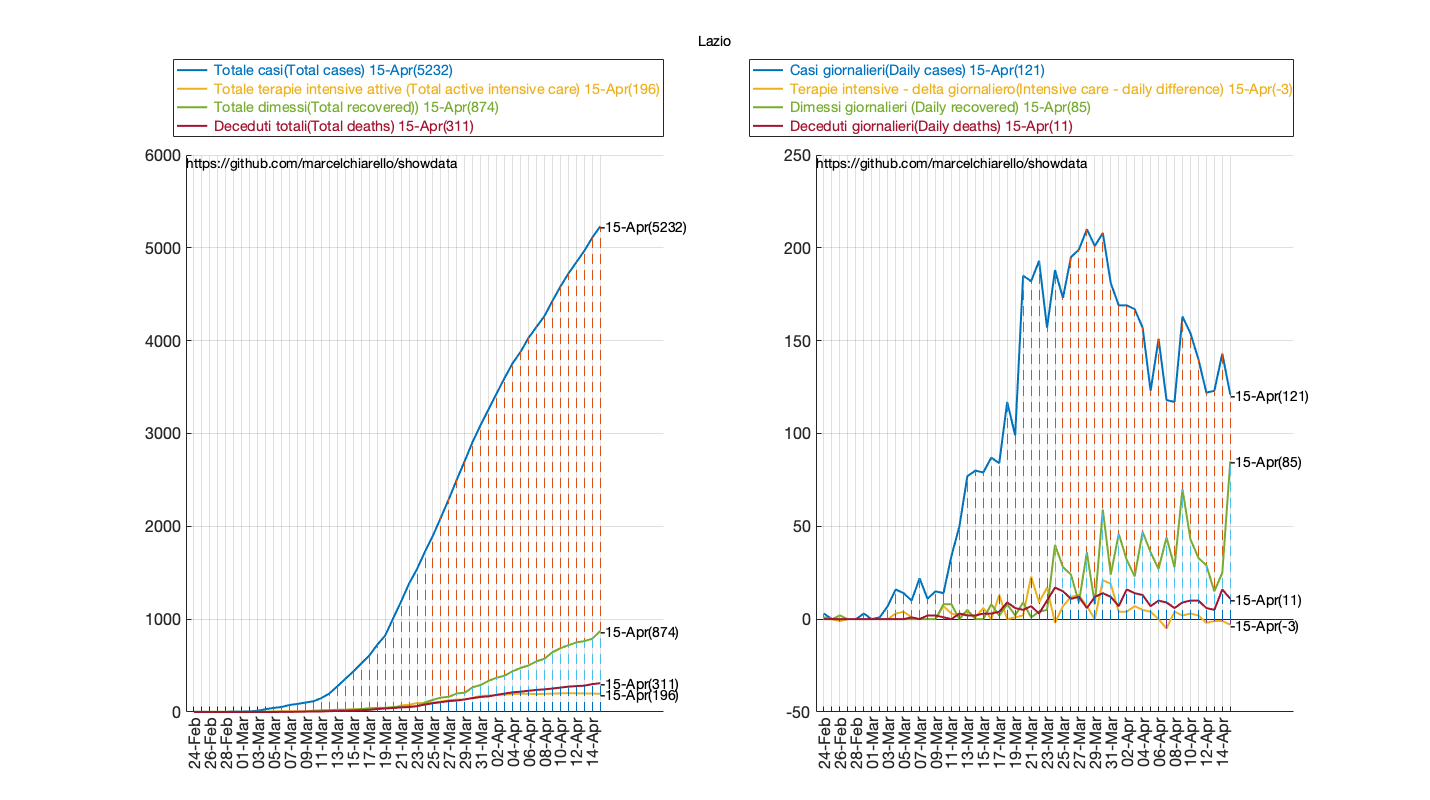 Lazio
Totale casi(Total cases) 15-Apr(5232)
Totale terapie intensive attive (Total active intensive care) 15-Apr(196)
Totale dimessi(Total recovered)) 15-Apr(874)
Deceduti totali(Total deaths) 15-Apr(311)
6000
https://github.com/marcelchiarello/showdata
15-Apr(5232)
5000
4000
3000
2000
1000
15-Apr(874)
15-Apr(311)
15-Apr(196)
0
24-Feb
26-Feb
28-Feb
01-Mar
03-Mar
05-Mar
07-Mar
09-Mar
11-Mar
13-Mar
15-Mar
17-Mar
19-Mar
21-Mar
23-Mar
25-Mar
27-Mar
29-Mar
31-Mar
02-Apr
04-Apr
06-Apr
08-Apr
10-Apr
12-Apr
14-Apr
Casi giornalieri(Daily cases) 15-Apr(121)
Terapie intensive - delta giornaliero(Intensive care - daily difference) 15-Apr(-3)
Dimessi giornalieri (Daily recovered) 15-Apr(85)
Deceduti giornalieri(Daily deaths) 15-Apr(11)
250
https://github.com/marcelchiarello/showdata
200
150
15-Apr(121)
100
15-Apr(85)
50
15-Apr(11)
0
15-Apr(-3)
-50
24-Feb
26-Feb
28-Feb
01-Mar
03-Mar
05-Mar
07-Mar
09-Mar
11-Mar
13-Mar
15-Mar
17-Mar
19-Mar
21-Mar
23-Mar
25-Mar
27-Mar
29-Mar
31-Mar
02-Apr
04-Apr
06-Apr
08-Apr
10-Apr
12-Apr
14-Apr